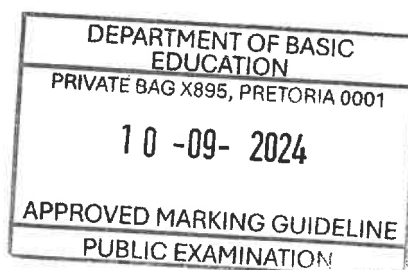 DEPARTMENT OF BASIC
EDUCATION
PRIVATE BAG X895, PRETORIA 0001
10 -09- 2024
APPROVED MARKING GUIDELINE
PUBLIC EXAMINATION